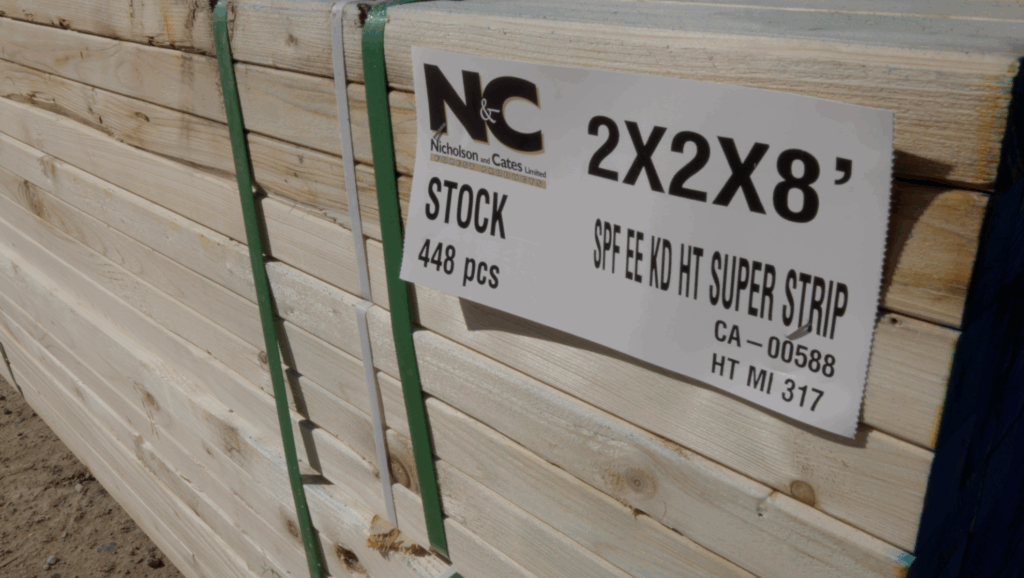 N&C
Nicholson and Cates Limited
STOCK
448 pcs
2X2X8’
SPF EE KD HT SUPER STRIP
CA – 00588
HT MI 317